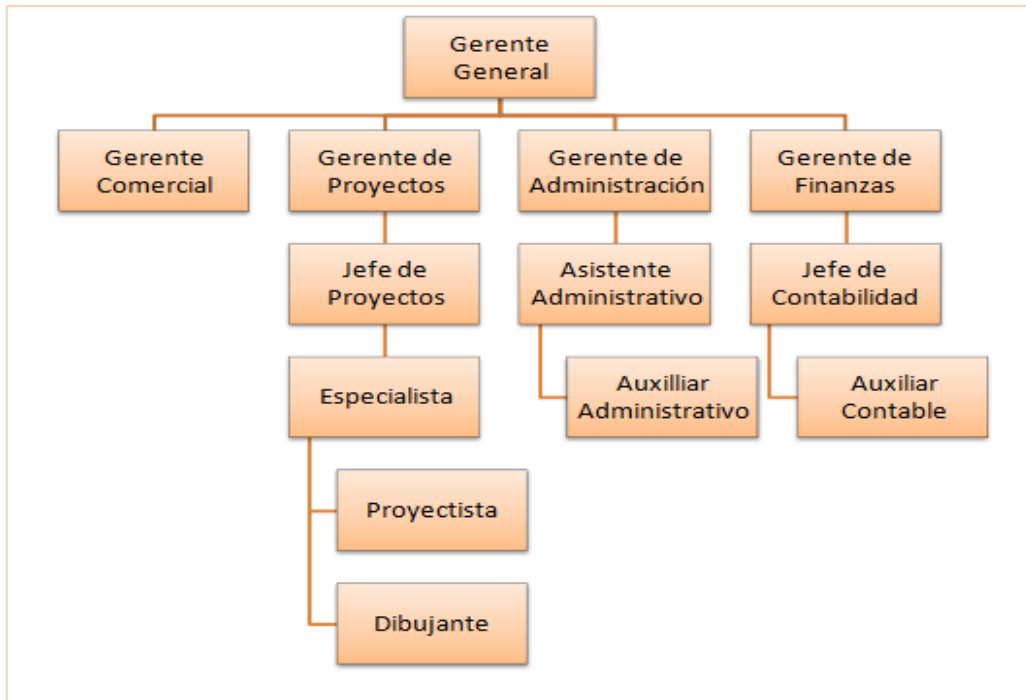 Gerente
General
Gerente
Comercial
Gerente de
Proyectos
Gerente de
Administración
Gerente de
Finanzas
Jefe de
Proyectos
Asistente
Administrativo
Jefe de
Contabilidad
Especialista
Auxilliar
Administrativo
Auxiliar
Contable
Proyectista
Dibujante